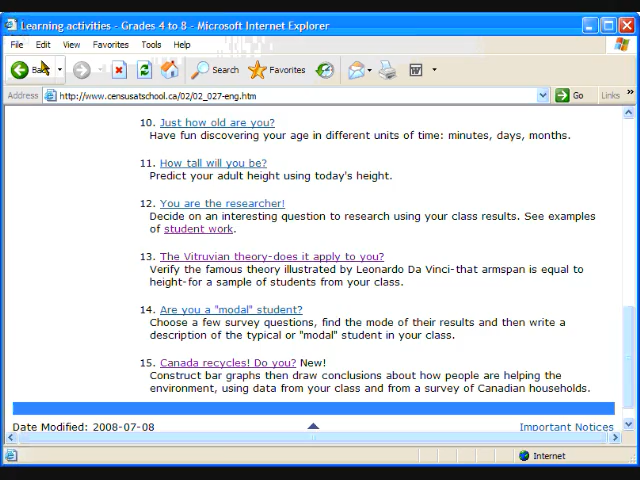 Learning activities - Grades 4 to 8 - Microsoft Internet Explorer
File Edit View Favorites Tools Help
Back Search Favorites
Address http://www.censusatschool.ca/02/02_027-eng.htm Go Links »
10. Just how old are you?
Have fun discovering your age in different units of time: minutes, days, months.
11. How tall will you be?
Predict your adult height using today's height.
12. You are the researcher!
Decide on an interesting question to research using your class results. See examples
of student work.
13. The Vitruvian theory-does it apply to you?
Verify the famous theory illustrated by Leonardo Da Vinci-that armspan is equal to
height-for a sample of students from your class.
14. Are you a "modal" student?
Choose a few survey questions, find the mode of their results and then write a
description of the typical or "modal" student in your class.
15. Canada recycles! Do you? New!
Construct bar graphs then draw conclusions about how people are helping the
environment, using data from your class and from a survey of Canadian households.
Date Modified: 2008-07-08 Important Notices
Internet